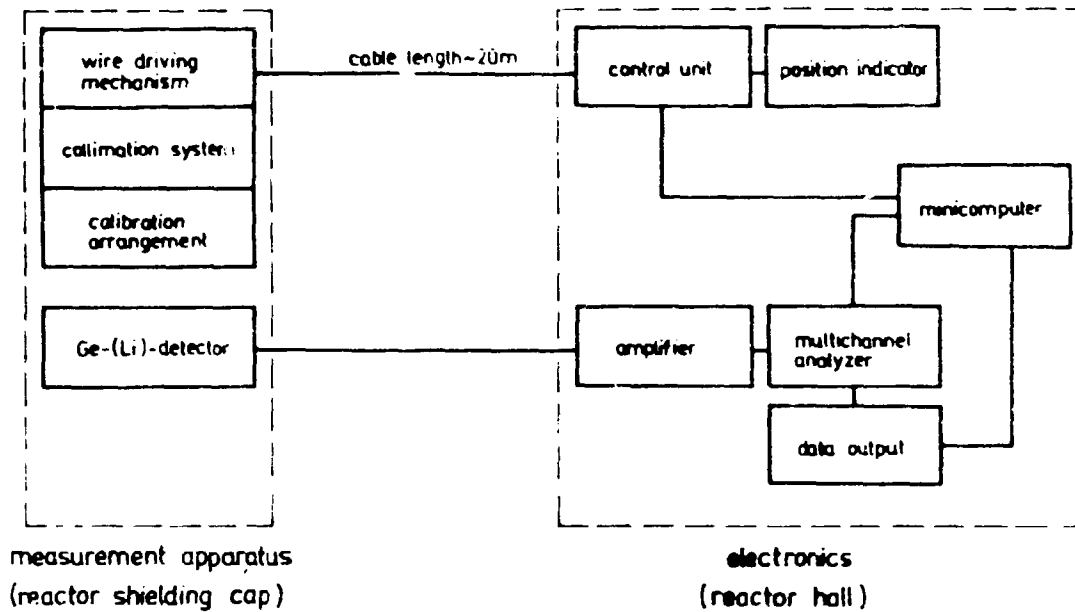 wire driving
mechanism
callimation system
calibration
arrangement
Ge-(Li)-detector
cable length~20m
control unit
position indicator
minicomputer
amplifier
multichannel
analyzer
data output
measurement apparatus
(reactor shielding cap)
electronics
(reactor hall)